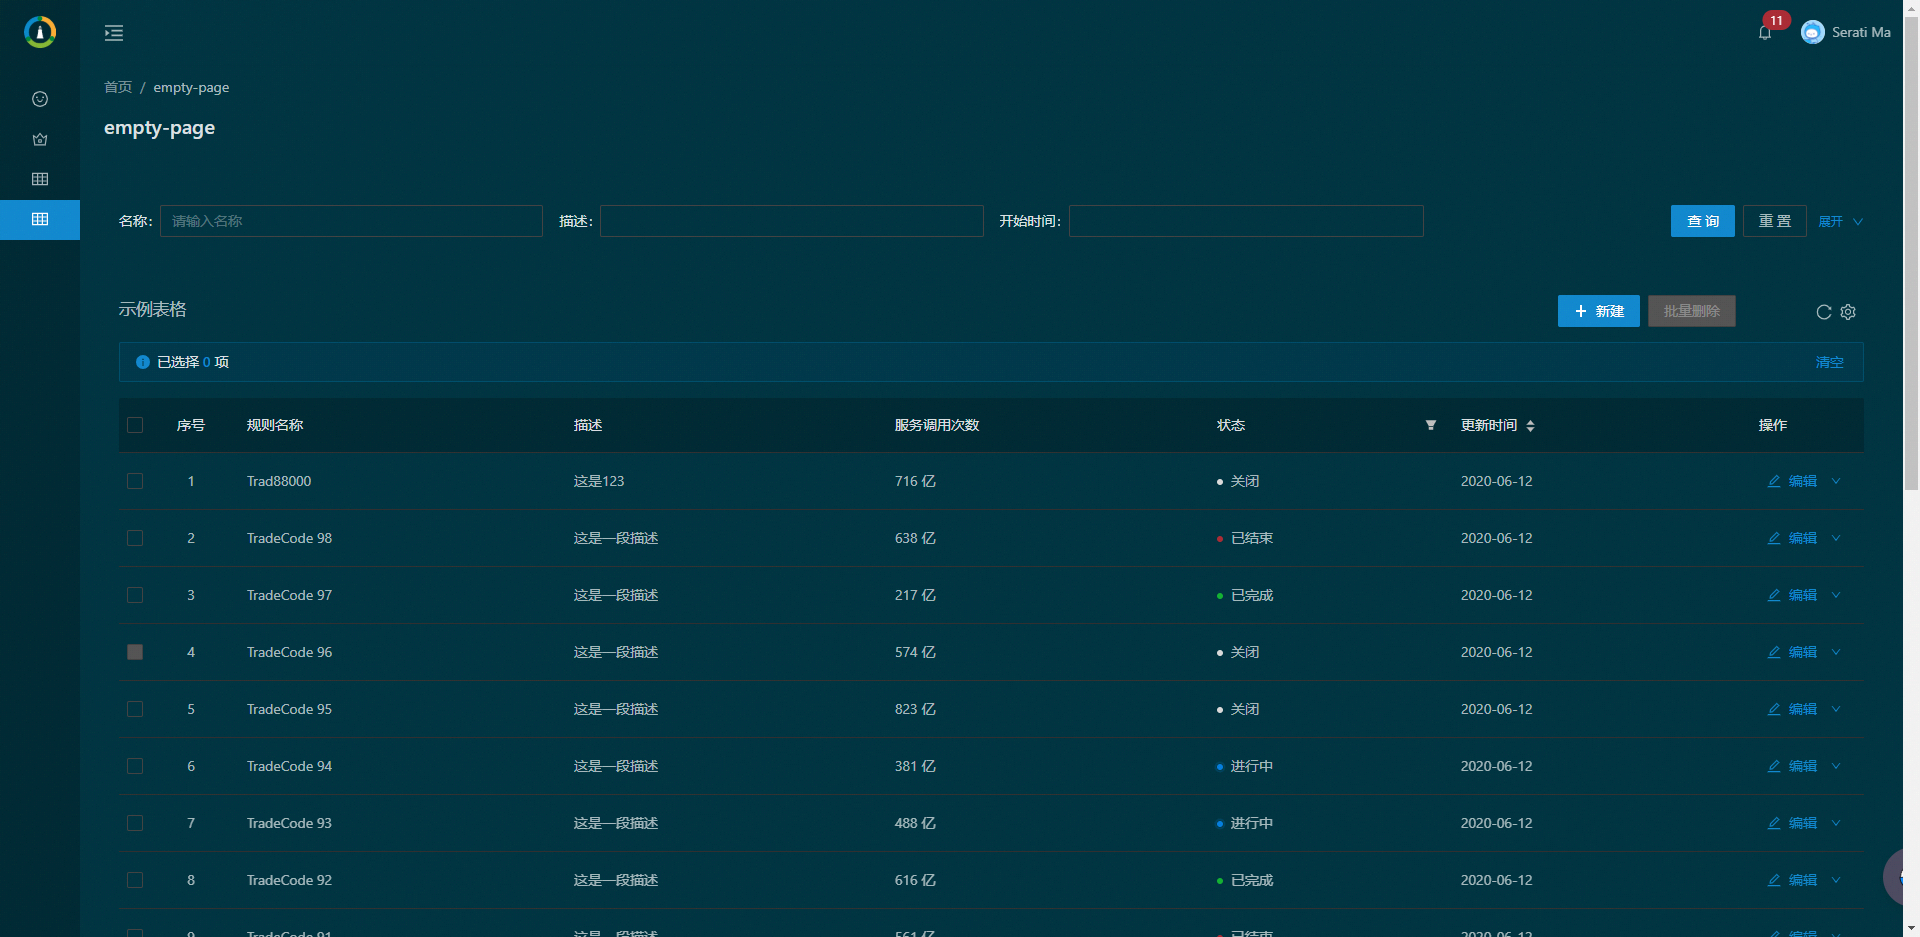 11
Serati Ma
首页 / empty-page
empty-page
名称: 请输入名称 描述: 开始时间: 查 询 重 置 展开
示例表格 + 新建 批量删除
已选择 0 项 清空
序号 规则名称 描述 服务调用次数 状态 更新时间 操作
1 Trad88000 这是123 716 亿 关闭 2020-06-12 编辑
2 TradeCode 98 这是一段描述 638 亿 已结束 2020-06-12 编辑
3 TradeCode 97 这是一段描述 217 亿 已完成 2020-06-12 编辑
4 TradeCode 96 这是一段描述 574 亿 关闭 2020-06-12 编辑
5 TradeCode 95 这是一段描述 823 亿 关闭 2020-06-12 编辑
6 TradeCode 94 这是一段描述 381 亿 进行中 2020-06-12 编辑
7 TradeCode 93 这是一段描述 488 亿 进行中 2020-06-12 编辑
8 TradeCode 92 这是一段描述 616 亿 已完成 2020-06-12 编辑
9 TradeCode 91 这是一段描述 561 亿 已结束 2020-06-12 编辑